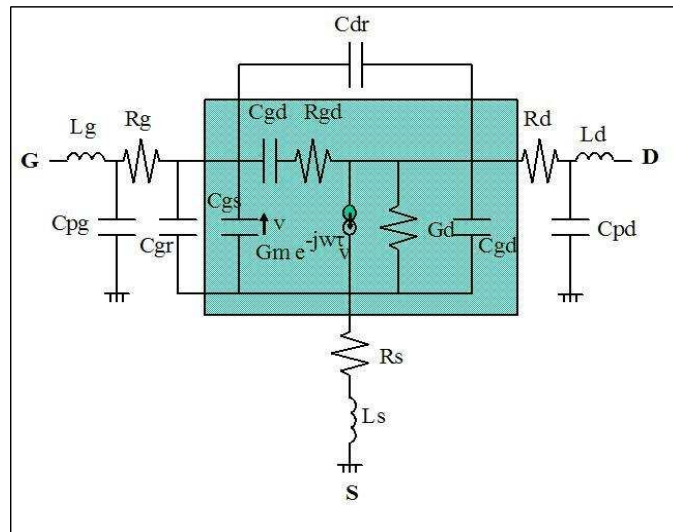 Cdr
Cgd Rgd
Lg Rg Rd Ld
G D
Cpg Cgr Cgs v Gm e^-jwτ v Gd Cgd Cpd
Rs
Ls
S